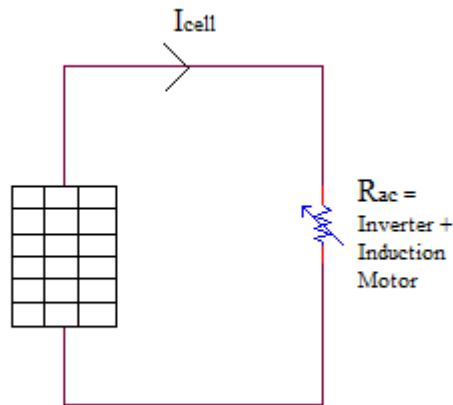 Icell
Rac =
Inverter +
Induction
Motor